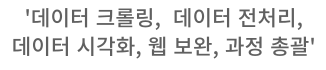 '데이터 크롤링, 데이터 전처리,
데이터 시각화, 웹 보완, 과정 총괄'